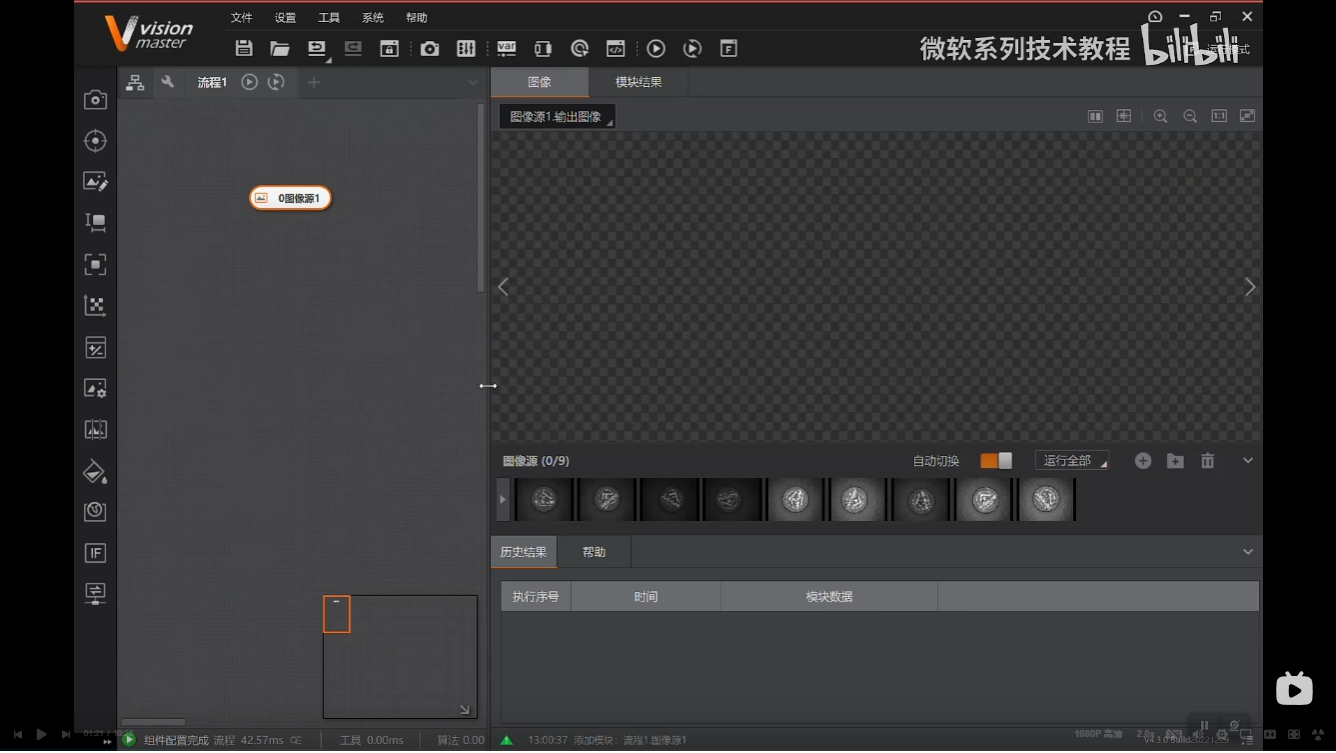 vision
master
文件 设置 工具 系统 帮助
微软系列技术教程 bilibili
流程1
图像 模块结果
图像源1.输出图像
1:1
0图像源1
图像源 (0/9)
自动切换 运行全部
历史结果 帮助
执行序号 时间 模块数据
IF
var
F
组件配置完成 流程 42.57ms
工具 0.00ms
算法 0.00
13:00:37 添加模块：流程1.图像源1
1080P 高清